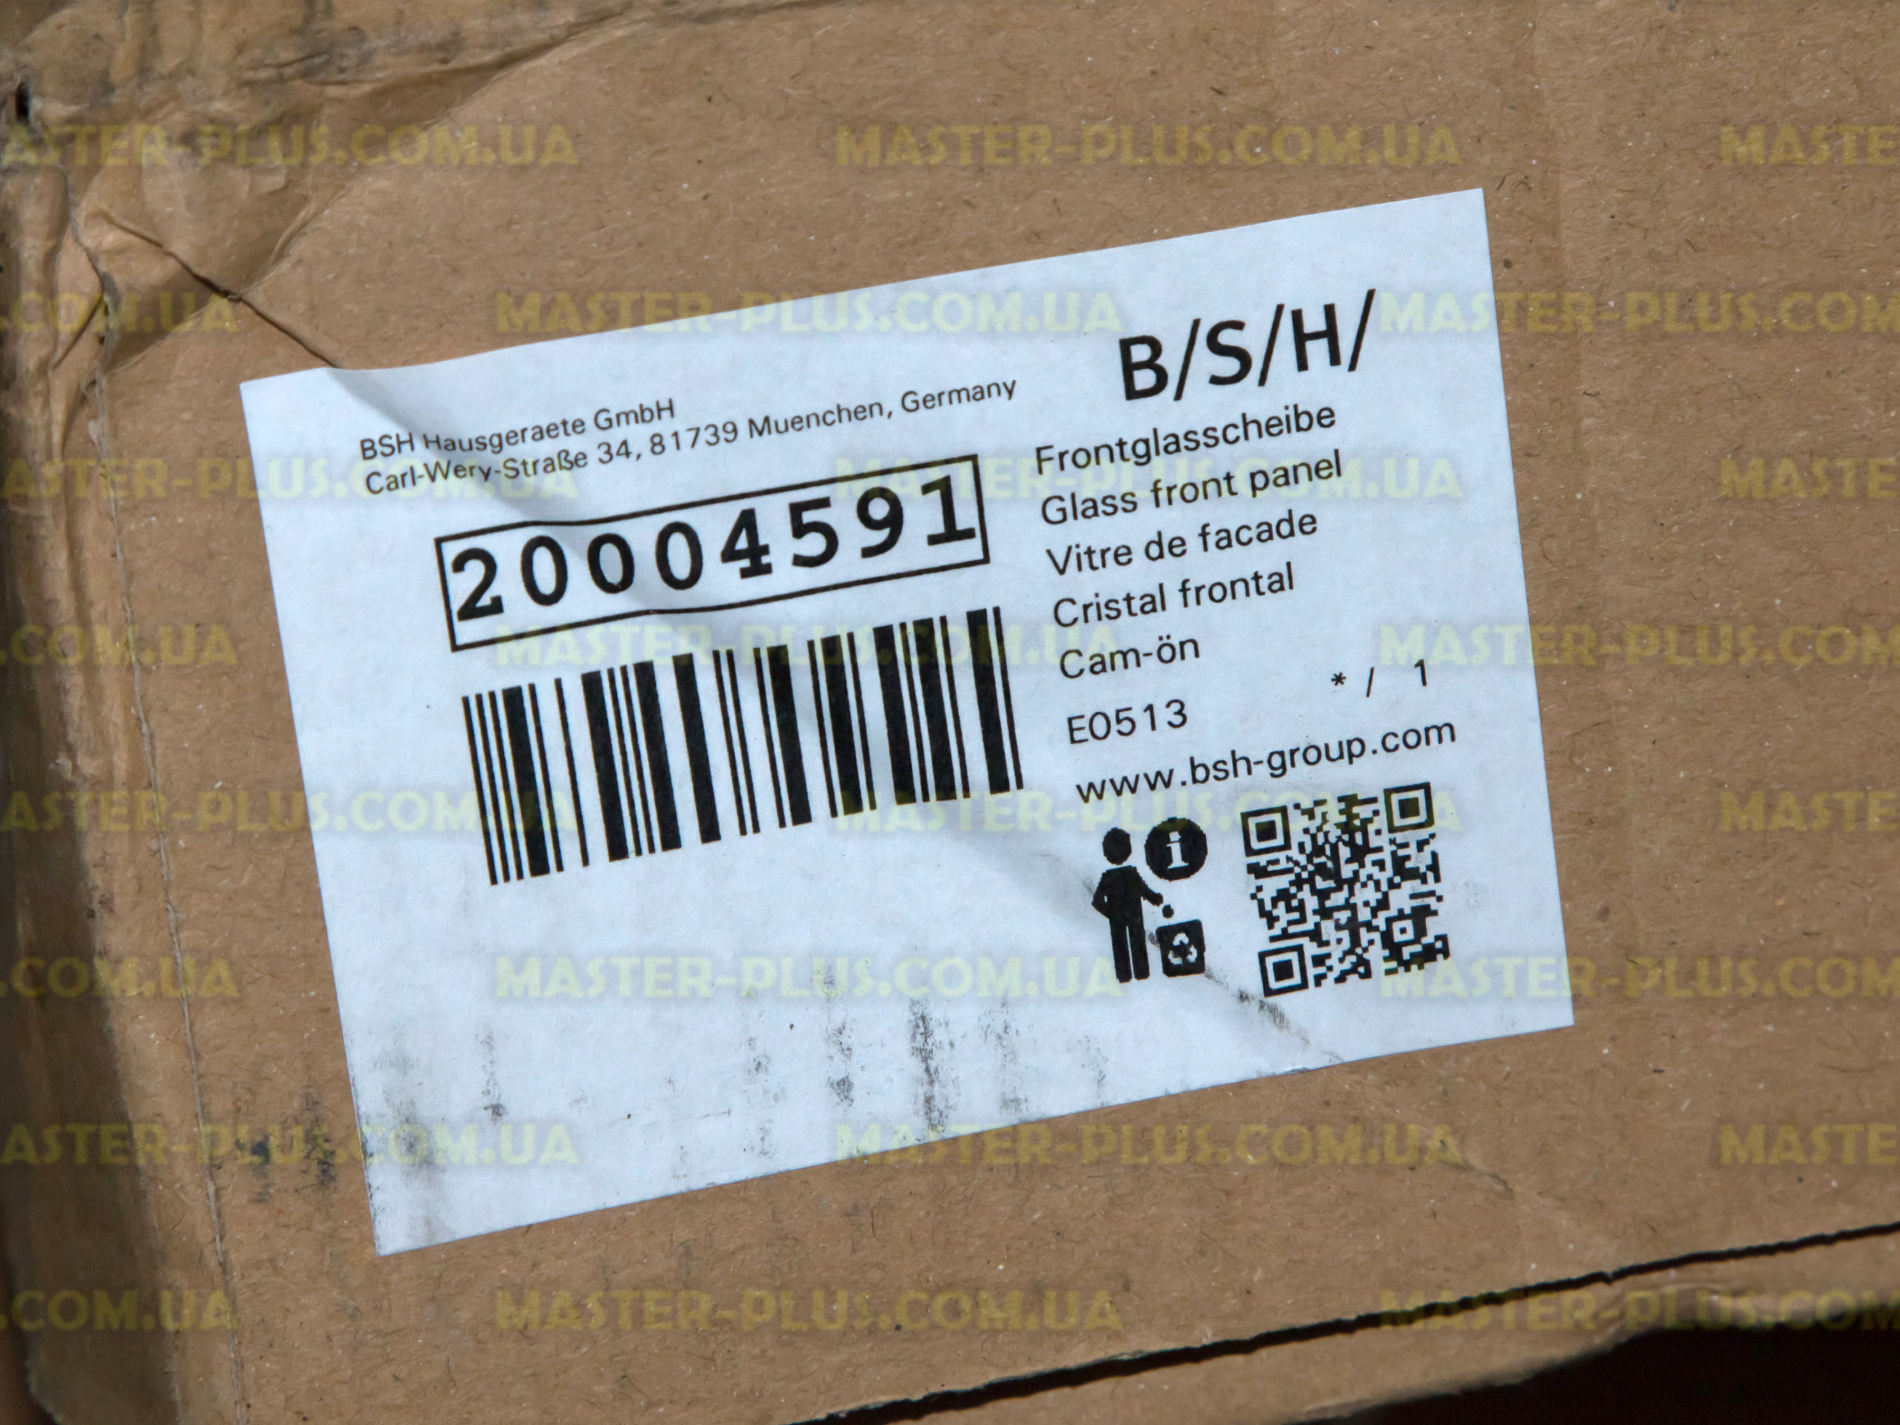 B/S/H/
BSH Hausgeraete GmbH
Carl-Wery-Straße 34, 81739 Muenchen, Germany
20004591
Frontglasscheibe
Glass front panel
Vitre de facade
Cristal frontal
Cam-ön
E0513 * / 1
www.bsh-group.com
i
MASTER-PLUS.COM.UA